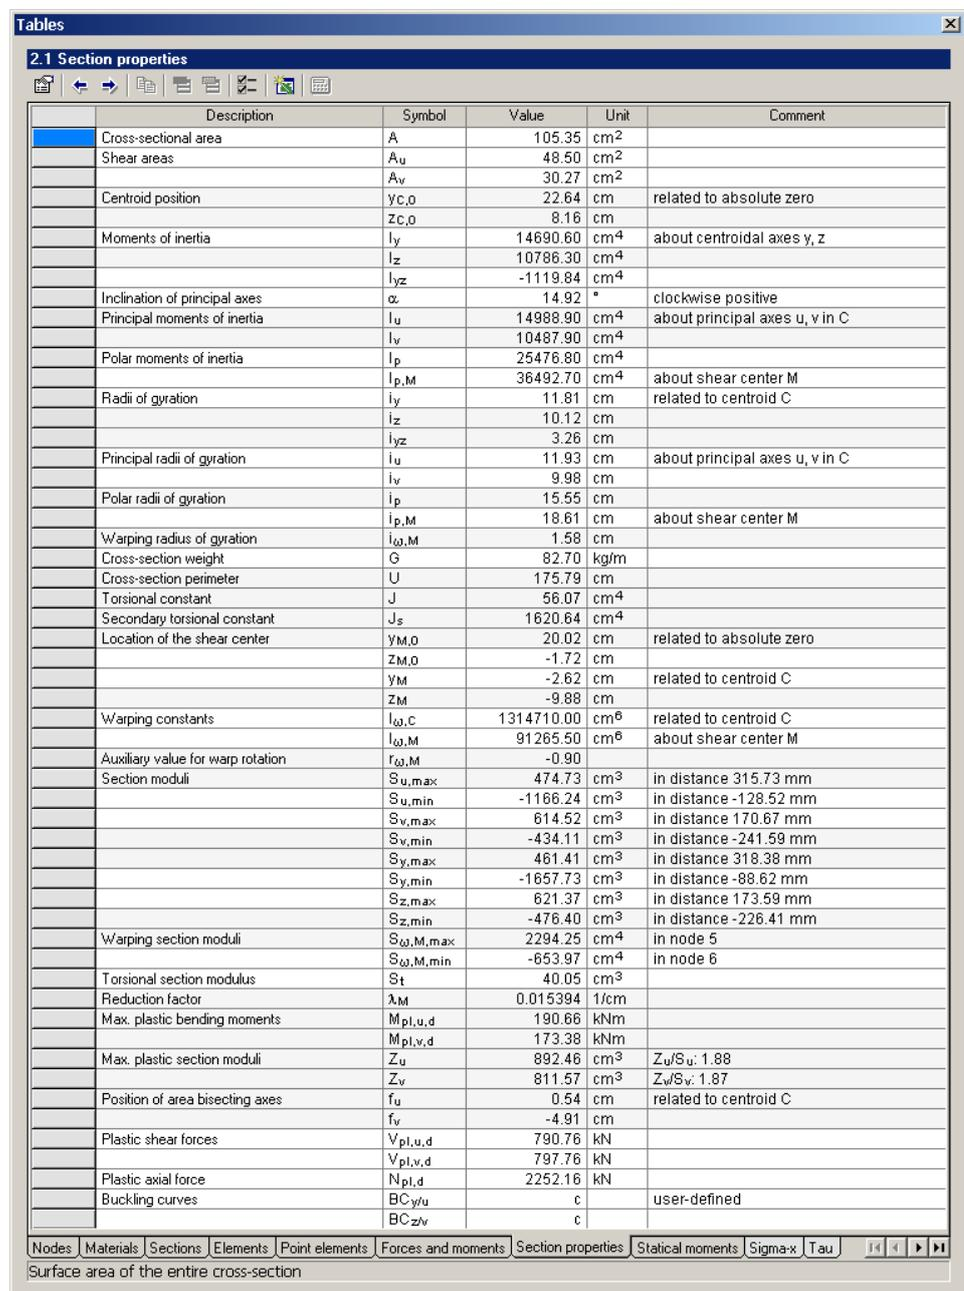 Tables
2.1 Section properties
Description Symbol Value Unit Comment
Cross-sectional area A 105.35 cm2
Shear areas Au 48.50 cm2
Av 30.27 cm2
Centroid position yC,0 22.64 cm related to absolute zero
zC,0 8.16 cm
Moments of inertia Iy 14690.60 cm4 about centroidal axes y, z
Iz 10786.30 cm4
Iyz -1119.84 cm4
Inclination of principal axes α 14.92 ° clockwise positive
Principal moments of inertia Iu 14988.90 cm4 about principal axes u, v in C
Iv 10487.90 cm4
Polar moments of inertia Ip 25476.80 cm4
Ip,M 36492.70 cm4 about shear center M
Radii of gyration iy 11.81 cm related to centroid C
iz 10.12 cm
iyz 3.26 cm
Principal radii of gyration iu 11.93 cm about principal axes u, v in C
iv 9.98 cm
Polar radii of gyration ip 15.55 cm
ip,M 18.61 cm about shear center M
Warping radius of gyration iω,M 1.58 cm
Cross-section weight G 82.70 kg/m
Cross-section perimeter U 175.79 cm
Torsional constant J 56.07 cm4
Secondary torsional constant Js 1620.64 cm4
Location of the shear center yM,0 20.02 cm related to absolute zero
zM,0 -1.72 cm
yM -2.62 cm related to centroid C
zM -9.88 cm
Warping constants Iω,C 1314710.00 cm6 related to centroid C
Iω,M 91265.50 cm6 about shear center M
Auxiliary value for warp rotation rω,M -0.90
Section moduli Su,max 474.73 cm3 in distance 315.73 mm
Su,min -1166.24 cm3 in distance -128.52 mm
Sv,max 614.52 cm3 in distance 170.67 mm
Sv,min -434.11 cm3 in distance -241.59 mm
Sy,max 461.41 cm3 in distance 318.38 mm
Sy,min -1657.73 cm3 in distance -88.62 mm
Sz,max 621.37 cm3 in distance 173.59 mm
Sz,min -476.40 cm3 in distance -226.41 mm
Warping section moduli Sω,M,max 2294.25 cm4 in node 5
Sω,M,min -653.97 cm4 in node 6
Torsional section modulus St 40.05 cm3
Reduction factor λM 0.015394 1/cm
Max. plastic bending moments Mpl,u,d 190.66 kNm
Mpl,v,d 173.38 kNm
Max. plastic section moduli Zu 892.46 cm3 Zu/Su: 1.88
Zv 811.57 cm3 Zv/Sv: 1.87
Position of area bisecting axes fu 0.54 cm related to centroid C
fv -4.91 cm
Plastic shear forces Vpl,u,d 790.76 kN
Vpl,v,d 797.76 kN
Plastic axial force Npl,d 2252.16 kN
Buckling curves BCy/u c user-defined
BCz/v c
Nodes Materials Sections Elements Point elements Forces and moments Section properties Statical moments Sigma-x Tau
Surface area of the entire cross-section